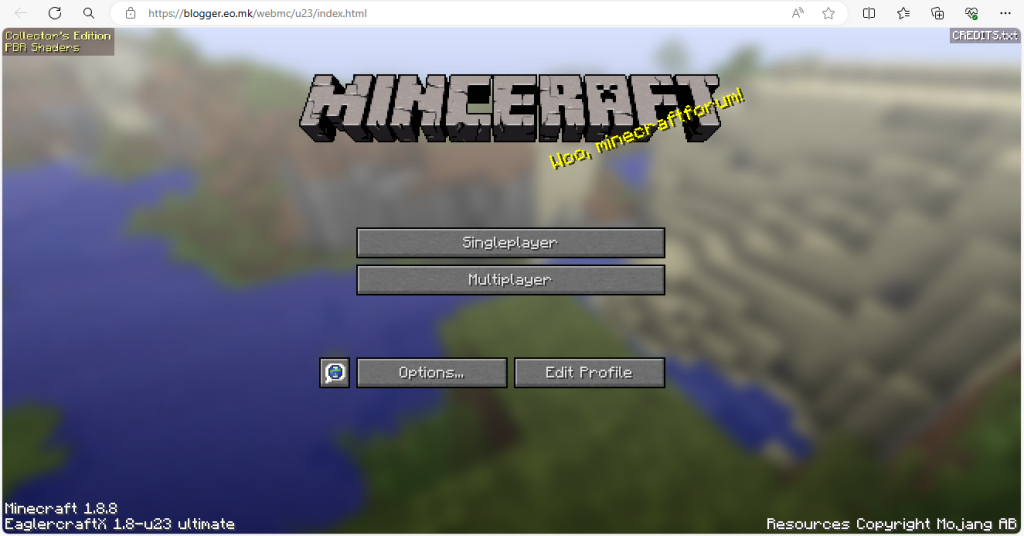 https://blogger.eo.mk/webmc/u23/index.html
Collector's Edition
PBR Shaders
CREDITS.txt
MINCERAFT
Woo, minecraftforum!
Singleplayer
Multiplayer
Options...
Edit Profile
Minecraft 1.8.8
EaglercraftX 1.8-u23 ultimate
Resources Copyright Mojang AB